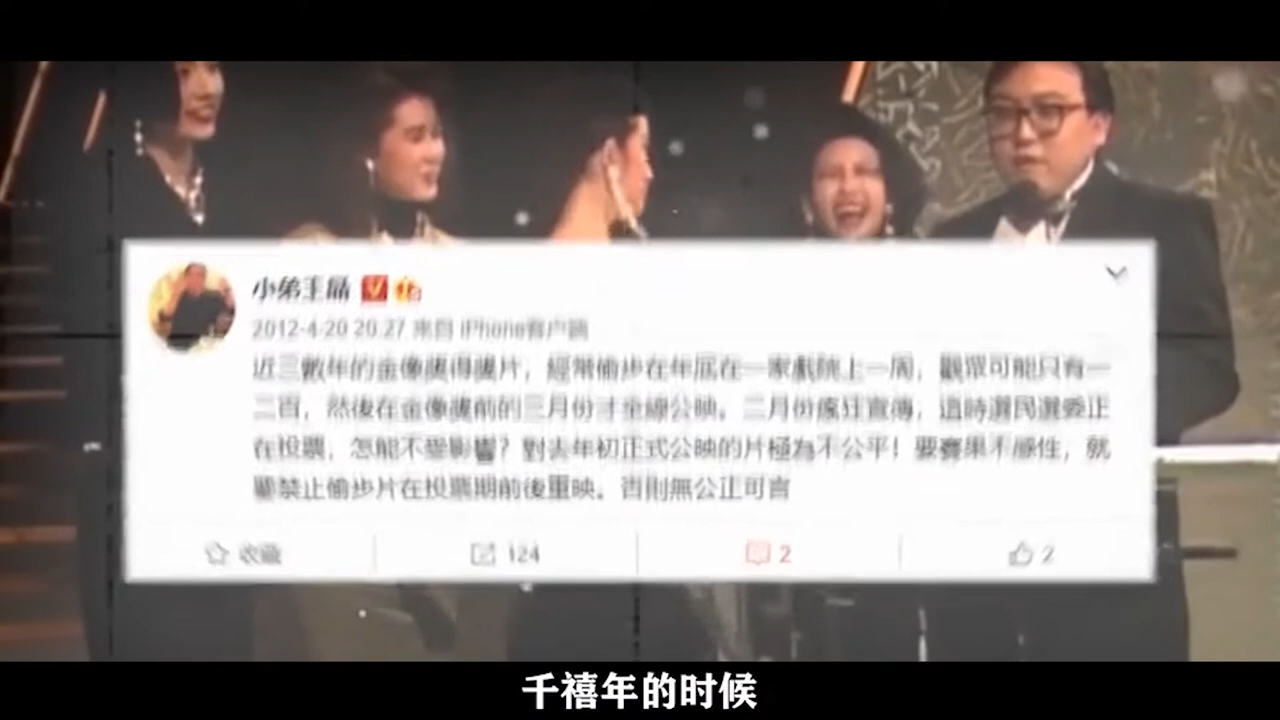 小弟王晶
2012-4-20 20:27 来自 iPhone客户端
近三數年的金像獎得獎片，經常偷步在年底在一家戲院上一周，觀眾可能只有一
二百，然後在金像獎前的三月份才全線公映。二月份瘋狂宣傳，這時選民選委正
在投票，怎能不受影響？對去年初正式公映的片極為不公平！要賽果不感性，就
要禁止偷步片在投票期前後重映。否則無公正可言
收藏
124
2
2
千禧年的时候